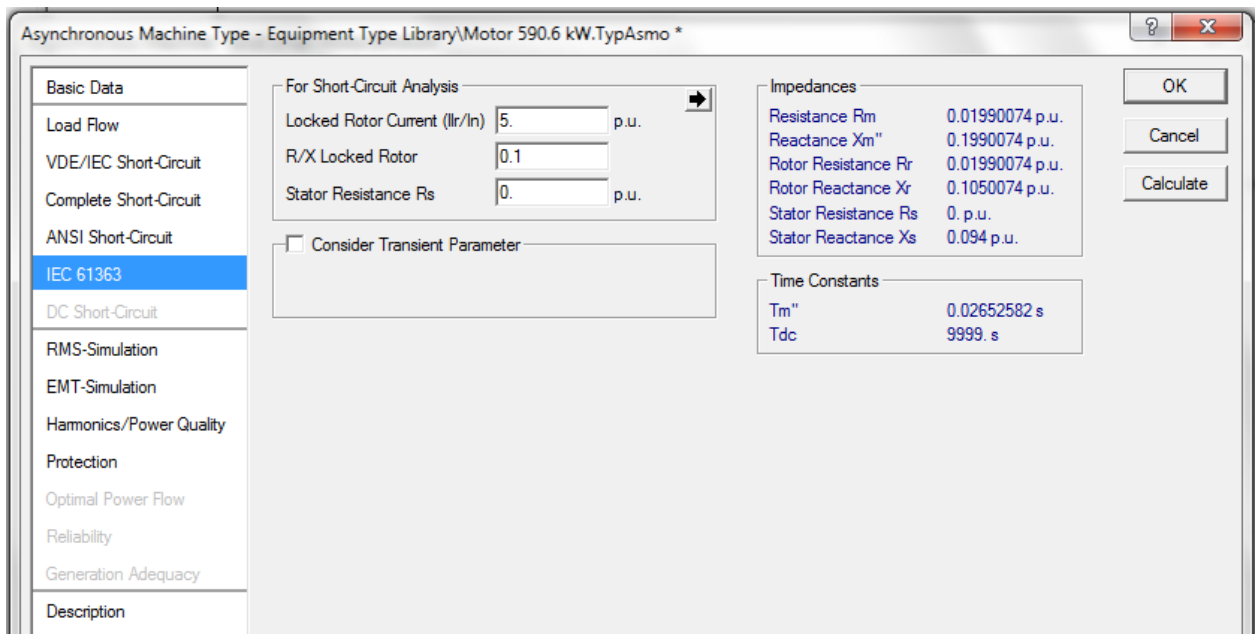 Asynchronous Machine Type - Equipment Type Library\Motor 590.6 kW.TypAsmo *
?
X
Basic Data
Load Flow
VDE/IEC Short-Circuit
Complete Short-Circuit
ANSI Short-Circuit
IEC 61363
DC Short-Circuit
RMS-Simulation
EMT-Simulation
Harmonics/Power Quality
Protection
Optimal Power Flow
Reliability
Generation Adequacy
Description
For Short-Circuit Analysis
Locked Rotor Current (Ilr/In) 5. p.u.
R/X Locked Rotor 0.1
Stator Resistance Rs 0. p.u.
Consider Transient Parameter
Impedances
Resistance Rm 0.01990074 p.u.
Reactance Xm'' 0.1990074 p.u.
Rotor Resistance Rr 0.01990074 p.u.
Rotor Reactance Xr 0.1050074 p.u.
Stator Resistance Rs 0. p.u.
Stator Reactance Xs 0.094 p.u.
Time Constants
Tm'' 0.02652582 s
Tdc 9999. s
OK
Cancel
Calculate